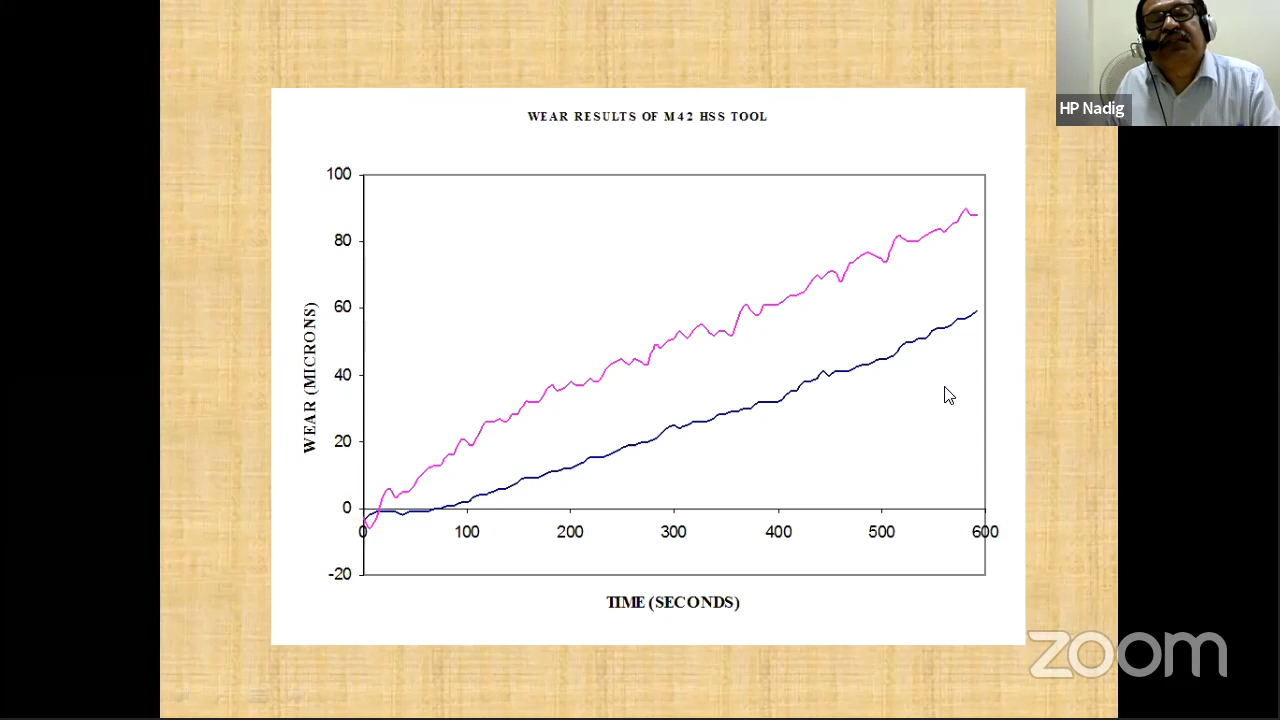 HP Nadig
WEAR RESULTS OF M42 HSS TOOL
100
80
60
40
20
0
-20
WEAR (MICRONS)
0 100 200 300 400 500 600
TIME (SECONDS)
zoom